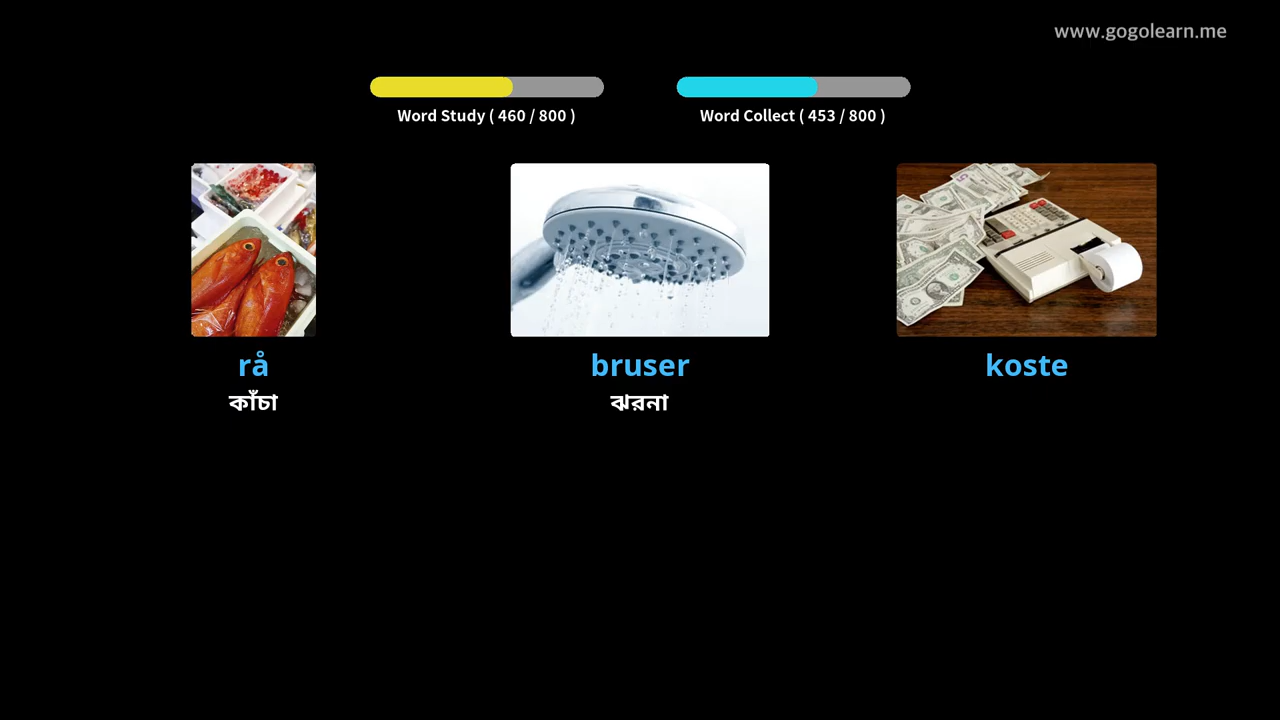 www.gogolearn.me
Word Study ( 460 / 800 )
Word Collect ( 453 / 800 )
rå
bruser
koste
কাঁচা
ঝরনা